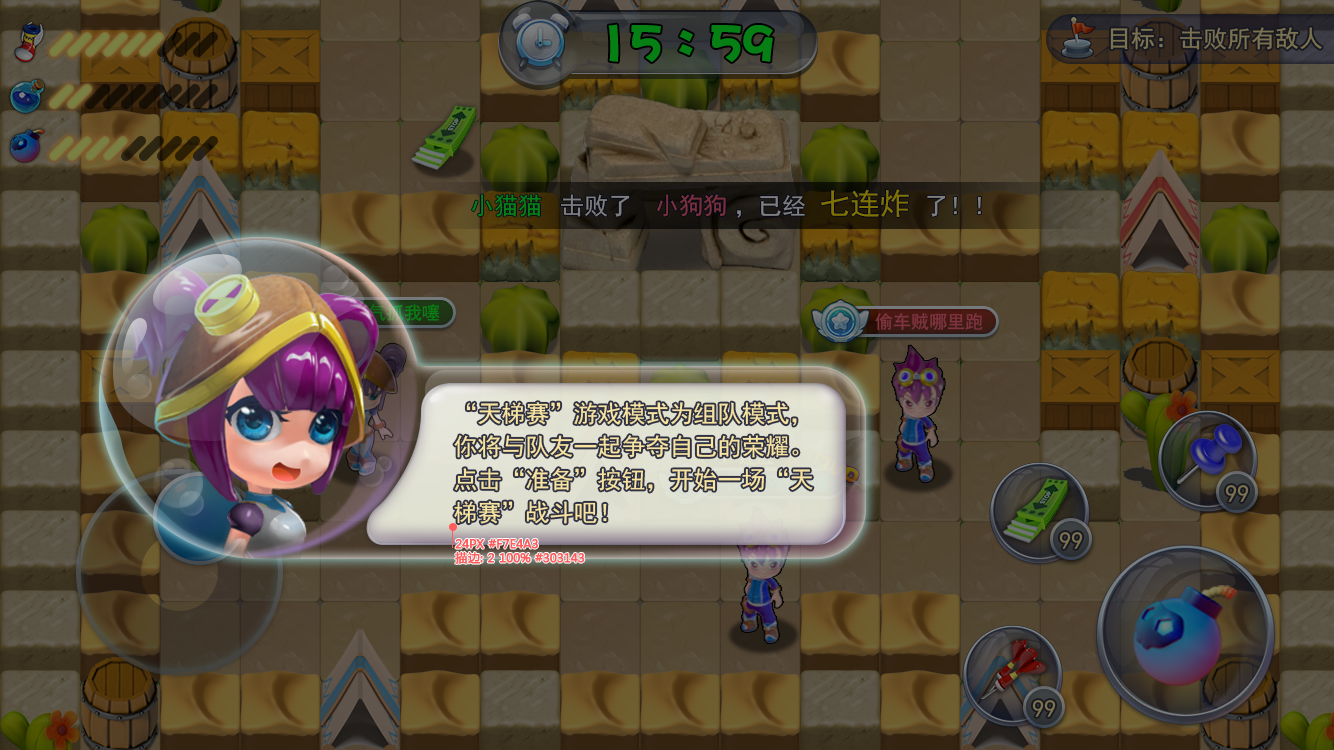 15:59
目标：击败所有敌人
小猫猫 击败了 小狗狗，已经 七连炸 了！！
气抓我噻
偷车贼哪里跑
“天梯赛”游戏模式为组队模式，
你将与队友一起争夺自己的荣耀。
点击“准备”按钮，开始一场“天
梯赛”战斗吧！
24PX #F7E4A3
描边: 2 100% #303143
99
99
99